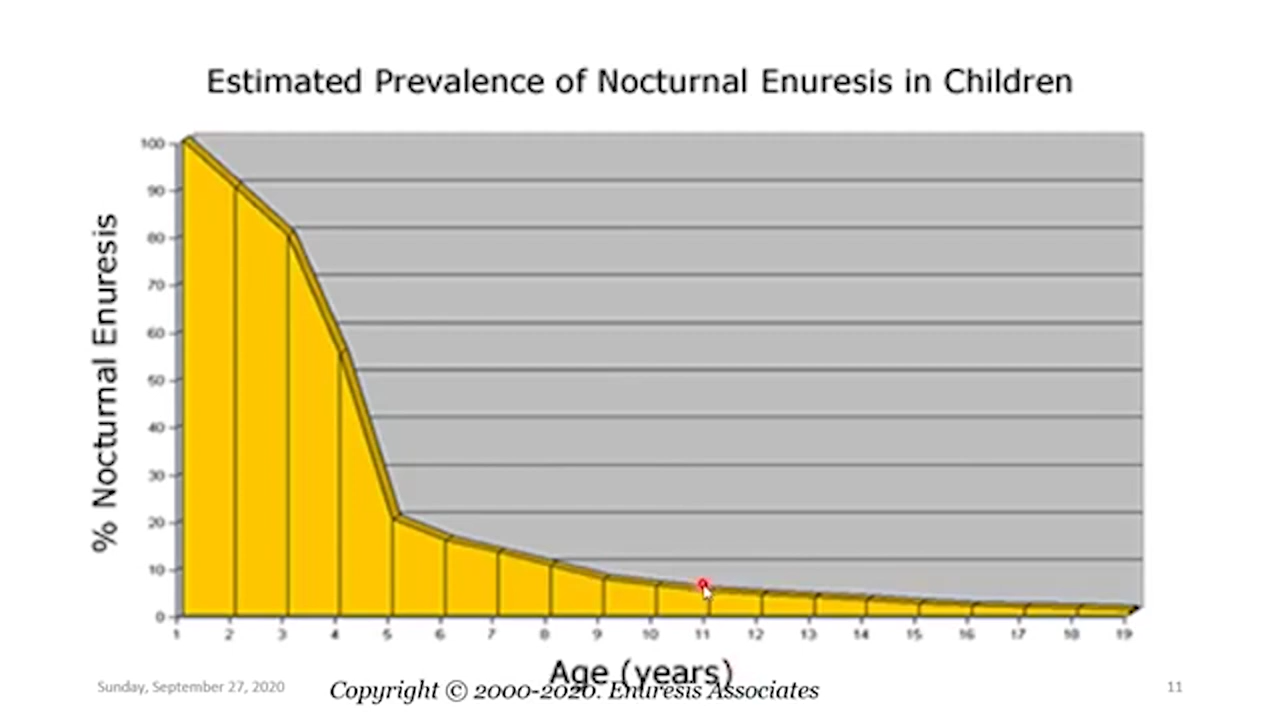 Estimated Prevalence of Nocturnal Enuresis in Children
% Nocturnal Enuresis
100
90
80
70
60
50
40
30
20
10
0
1 2 3 4 5 6 7 8 9 10 11 12 13 14 15 16 17 18 19
Age (years)
Sunday, September 27, 2020
Copyright © 2000-2020. Enuresis Associates
11